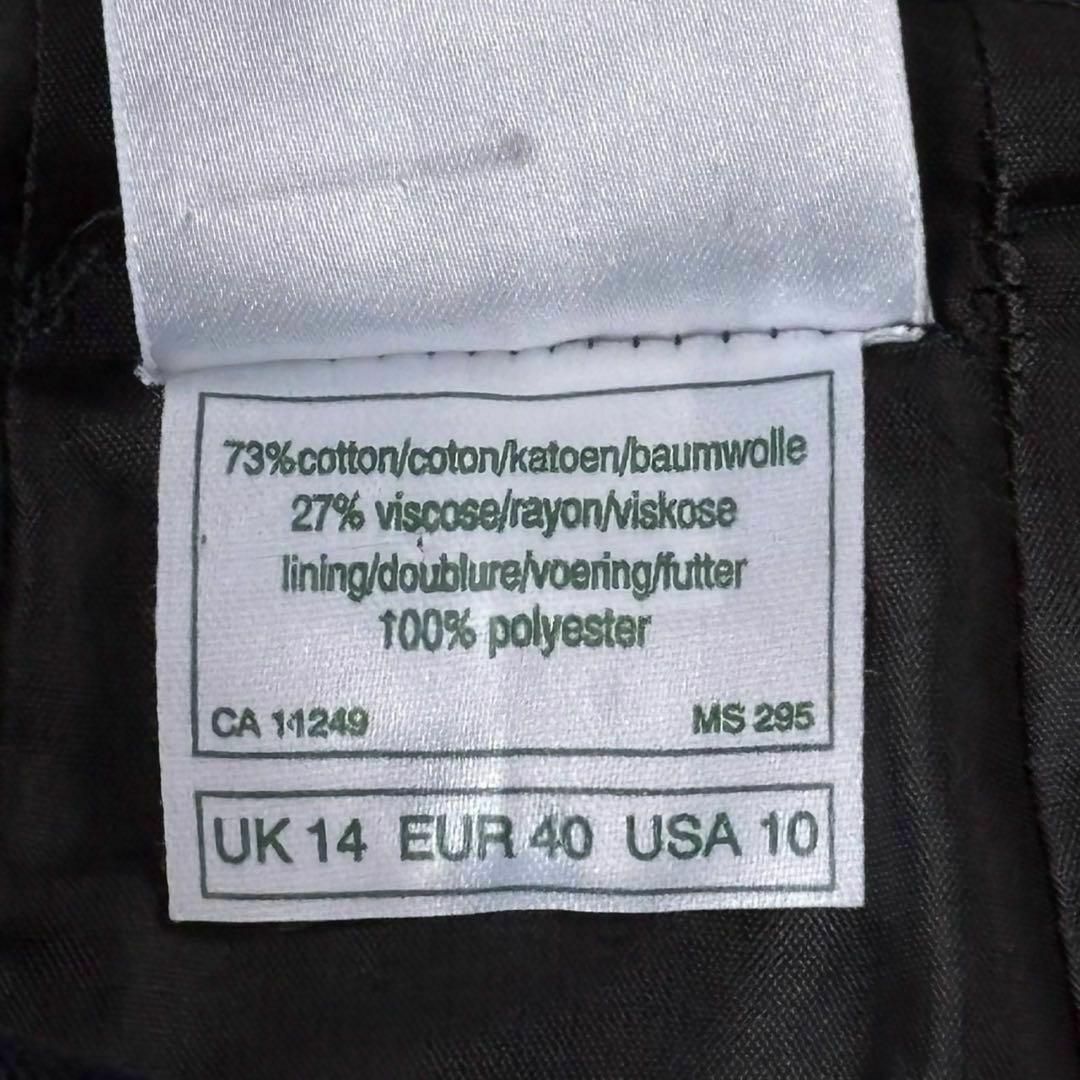 73%cotton/coton/katoen/baumwolle
27% viscose/rayon/viskose
lining/doublure/voering/futter
100% polyester
CA 11249 MS 295
UK 14 EUR 40 USA 10